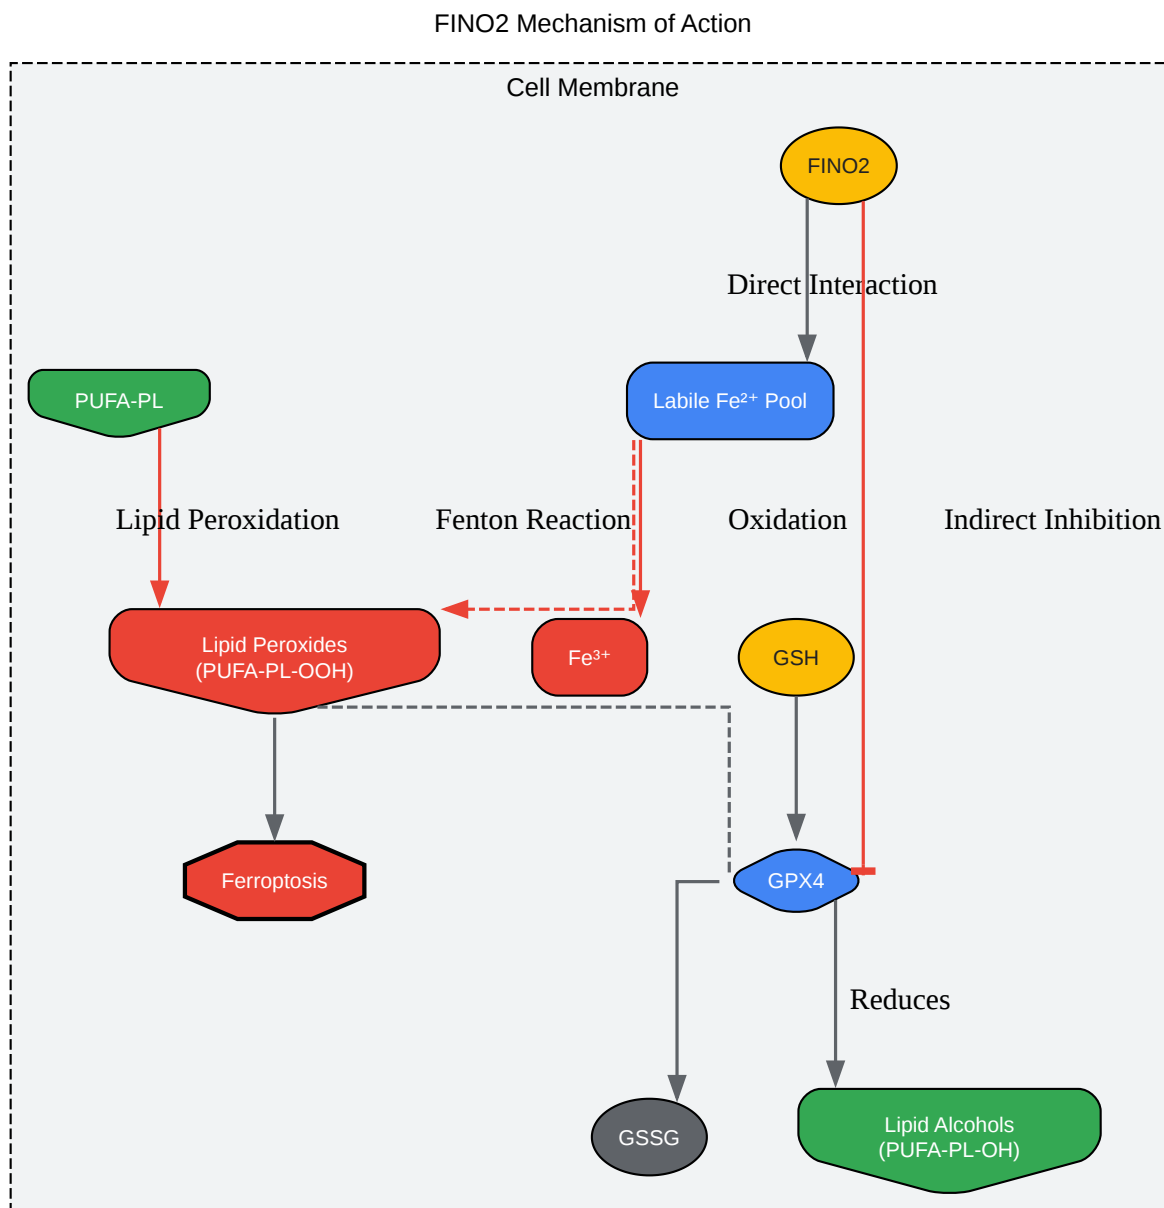 FINO2 Mechanism of Action
Cell Membrane
FINO2
Direct Interaction
PUFA-PL
Labile Fe²⁺ Pool
Lipid Peroxidation
Fenton Reaction
Oxidation
Indirect Inhibition
Lipid Peroxides
(PUFA-PL-OOH)
Fe³⁺
GSH
Ferroptosis
GPX4
Reduces
GSSG
Lipid Alcohols
(PUFA-PL-OH)